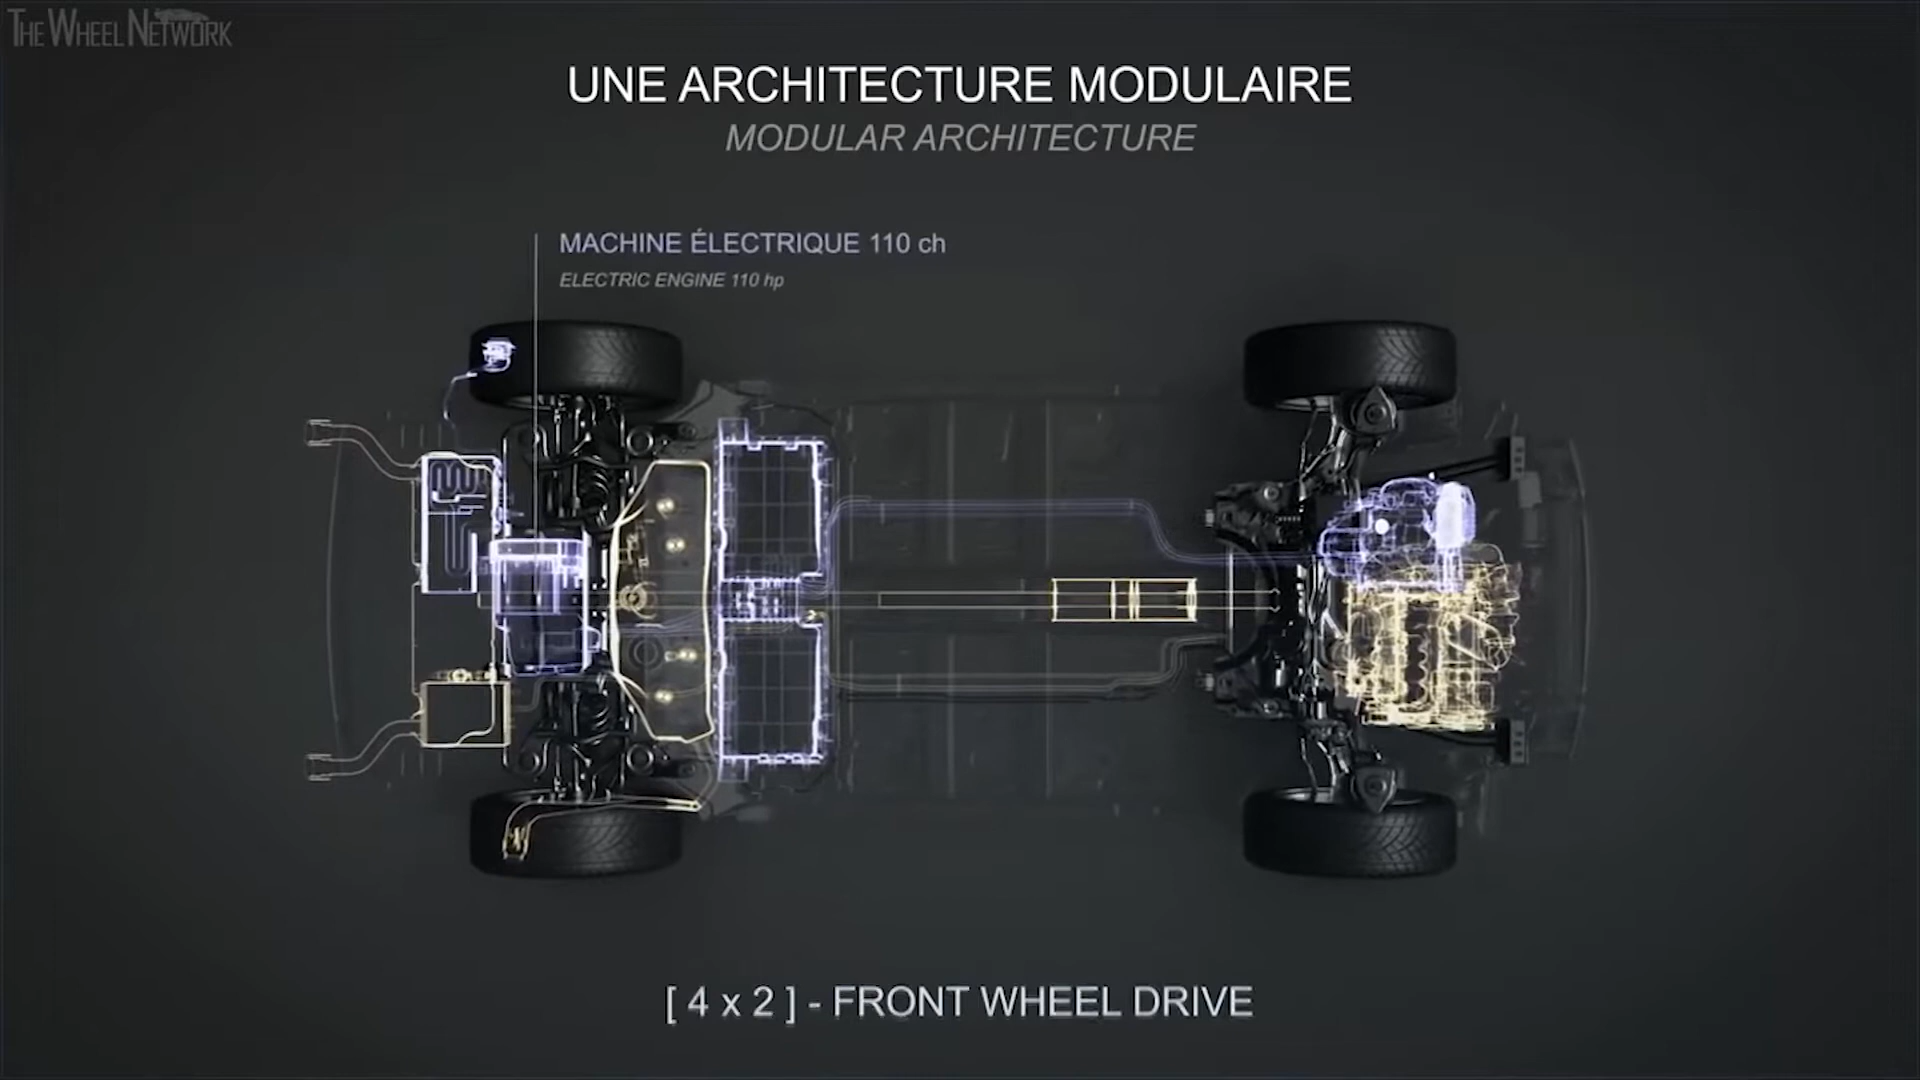 THE WHEEL NETWORK
UNE ARCHITECTURE MODULAIRE
MODULAR ARCHITECTURE
MACHINE ÉLECTRIQUE 110 ch
ELECTRIC ENGINE 110 hp
[ 4 x 2 ] - FRONT WHEEL DRIVE